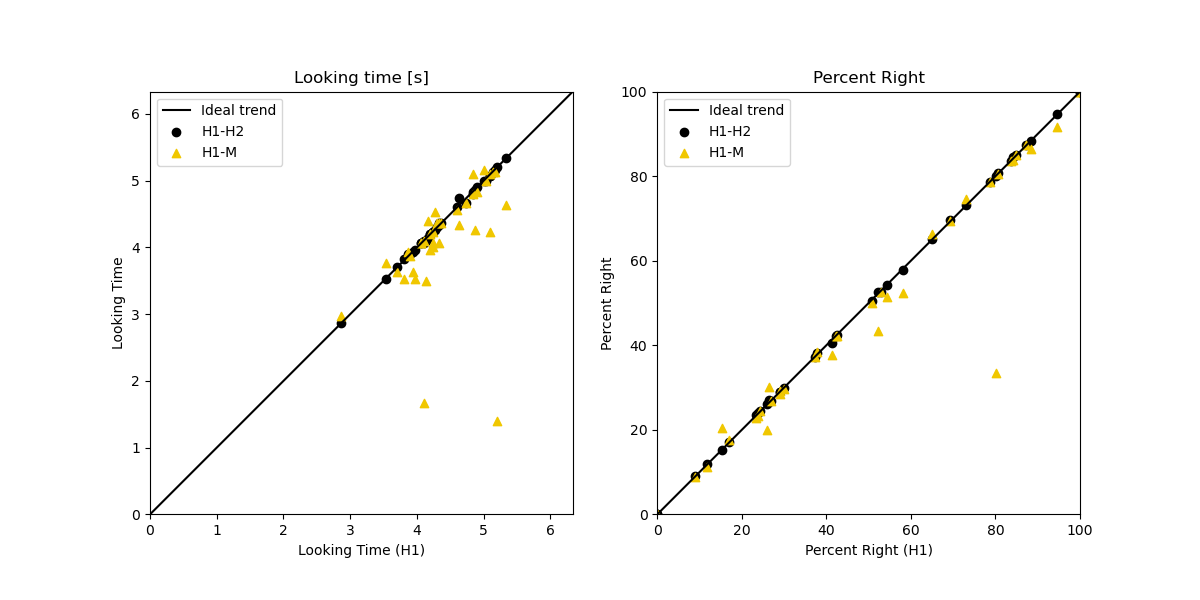 Looking time [s]
Ideal trend
H1-H2
H1-M
6
5
4
3
2
1
0
0 1 2 3 4 5 6
Looking Time
Looking Time (H1)
Percent Right
Ideal trend
H1-H2
H1-M
100
80
60
40
20
0
0 20 40 60 80 100
Percent Right
Percent Right (H1)